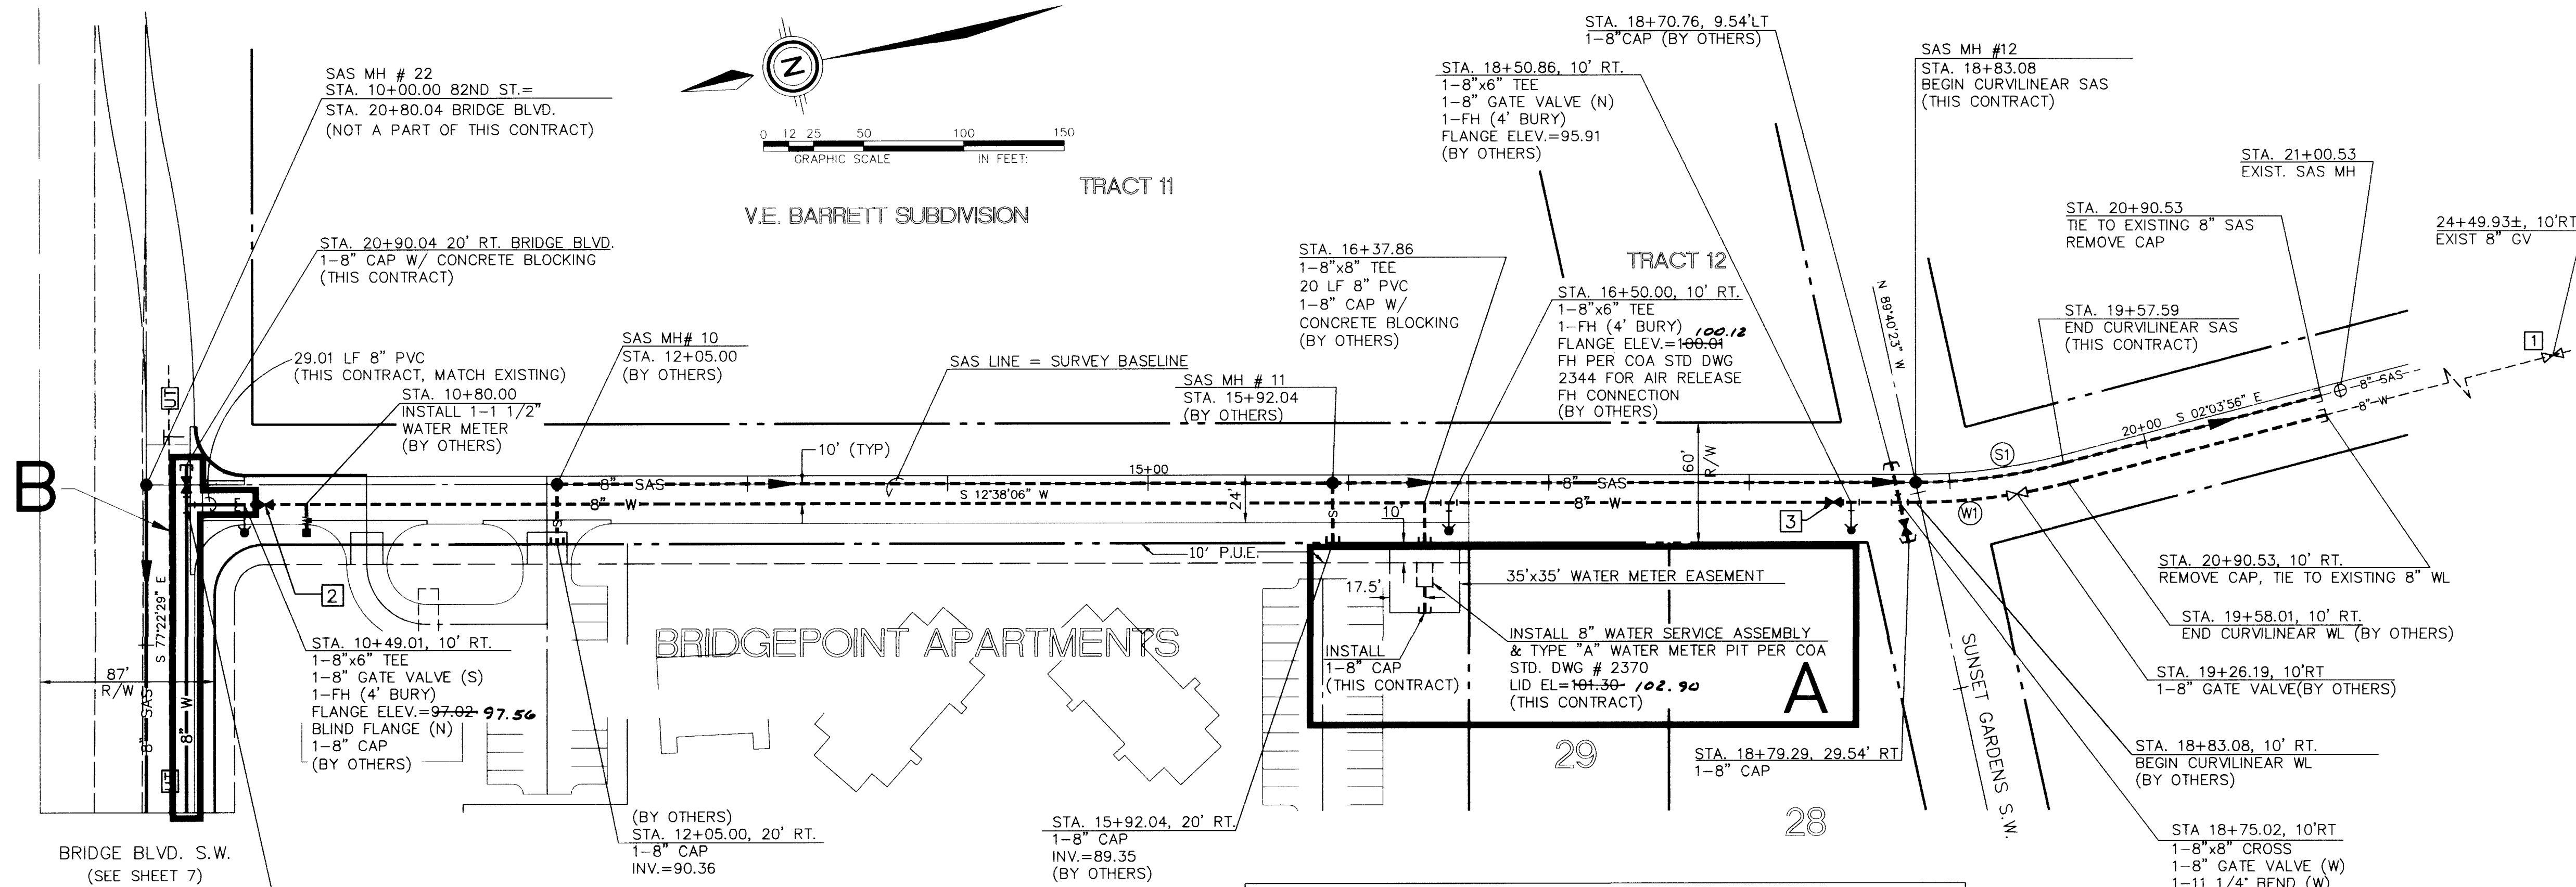 SAS MH # 22
STA. 10+00.00 82ND ST.=
STA. 20+80.04 BRIDGE BLVD.
(NOT A PART OF THIS CONTRACT)
N
0 12 25 50 100 150
GRAPHIC SCALE IN FEET:
TRACT 11
V.E. BARRETT SUBDIVISION
STA. 18+70.76, 9.54'LT
1-8"CAP (BY OTHERS)
STA. 18+50.86, 10' RT.
1-8"x6" TEE
1-8" GATE VALVE (N)
1-FH (4' BURY)
FLANGE ELEV.=95.91
(BY OTHERS)
SAS MH #12
STA. 18+83.08
BEGIN CURVILINEAR SAS
(THIS CONTRACT)
STA. 21+00.53
EXIST. SAS MH
STA. 20+90.53
TIE TO EXISTING 8" SAS
REMOVE CAP
24+49.93±, 10'RT
EXIST 8" GV
STA. 20+90.04 20' RT. BRIDGE BLVD.
1-8" CAP W/ CONCRETE BLOCKING
(THIS CONTRACT)
STA. 16+37.86
1-8"x8" TEE
20 LF 8" PVC
1-8" CAP W/
CONCRETE BLOCKING
(BY OTHERS)
TRACT 12
STA. 16+50.00, 10' RT.
1-8"x6" TEE
1-FH (4' BURY) 100.12
FLANGE ELEV.=100.01
FH PER COA STD DWG
2344 FOR AIR RELEASE
FH CONNECTION
(BY OTHERS)
N 89°40'23" W
STA. 19+57.59
END CURVILINEAR SAS
(THIS CONTRACT)
1
29.01 LF 8" PVC
(THIS CONTRACT, MATCH EXISTING)
STA. 10+80.00
INSTALL 1-1 1/2"
WATER METER
(BY OTHERS)
SAS MH# 10
STA. 12+05.00
(BY OTHERS)
SAS LINE = SURVEY BASELINE
SAS MH # 11
STA. 15+92.04
(BY OTHERS)
UT
B
10' (TYP)
15+00
60'
R/W
20+00
S 02°03'56" E
8" SAS
8" W
S1
W1
8" SAS
8" W
S 12°38'06" W
24'
8" SAS
8" W
W
S
S
10'
3
10' P.U.E.
S 77°22'29" E
2
87'
R/W
8" SAS
8" W
UT
STA. 10+49.01, 10' RT.
1-8"x6" TEE
1-8" GATE VALVE (S)
1-FH (4' BURY)
FLANGE ELEV.=97.02 97.56
BLIND FLANGE (N)
1-8" CAP
(BY OTHERS)
BRIDGEPOINT APARTMENTS
17.5'
35'x35' WATER METER EASEMENT
INSTALL
1-8" CAP
(THIS CONTRACT)
INSTALL 8" WATER SERVICE ASSEMBLY
& TYPE "A" WATER METER PIT PER COA
STD. DWG # 2370
LID EL=101.30 102.90
(THIS CONTRACT)
A
STA. 20+90.53, 10' RT.
REMOVE CAP, TIE TO EXISTING 8" WL
STA. 19+58.01, 10' RT.
END CURVILINEAR WL (BY OTHERS)
STA. 19+26.19, 10'RT
1-8" GATE VALVE(BY OTHERS)
SUNSET GARDENS S.W.
29
STA. 18+79.29, 29.54' RT
1-8" CAP
STA. 18+83.08, 10' RT.
BEGIN CURVILINEAR WL
(BY OTHERS)
28
(BY OTHERS)
STA. 12+05.00, 20' RT.
1-8" CAP
INV.=90.36
STA. 15+92.04, 20' RT.
1-8" CAP
INV.=89.35
(BY OTHERS)
STA 18+75.02, 10'RT
1-8"x8" CROSS
1-8" GATE VALVE (W)
1-11 1/4° BEND (W)
BRIDGE BLVD. S.W.
(SEE SHEET 7)